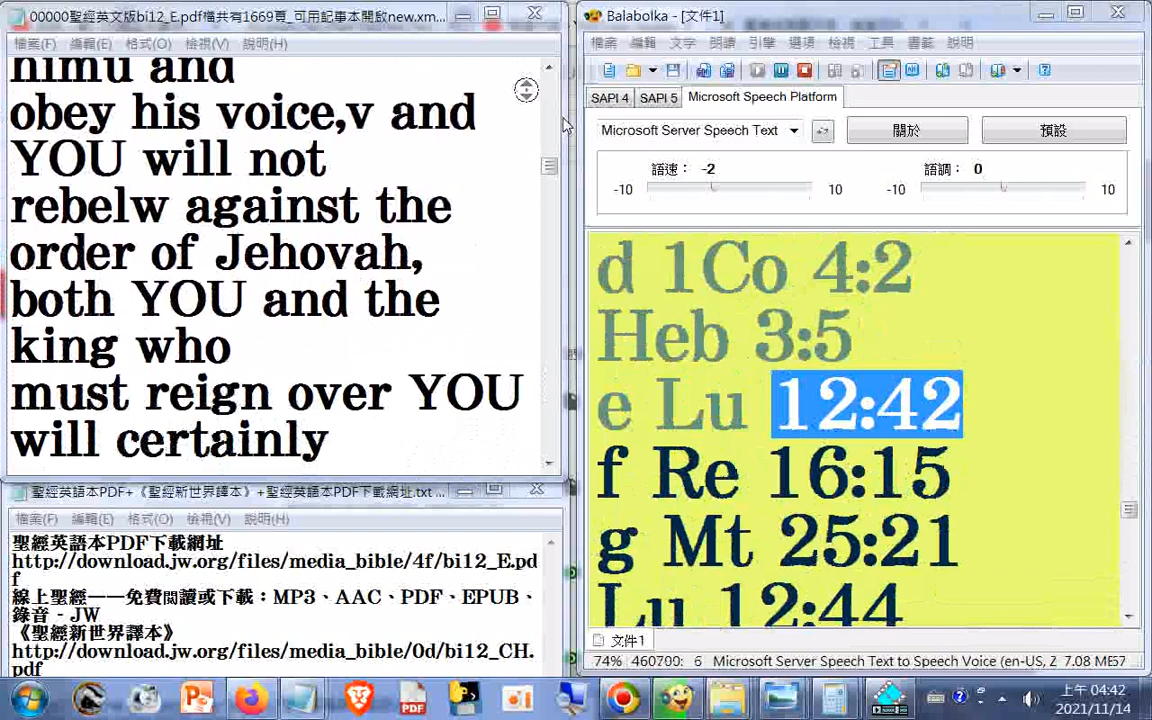 00000聖經英文版bi12_E.pdf檔共有1669頁_可用記事本開啟new.xm...
檔案(F) 編輯(E) 格式(O) 檢視(V) 說明(H)
himu and
obey his voice,v and
YOU will not
rebelw against the
order of Jehovah,
both YOU and the
king who
must reign over YOU
will certainly
聖經英語本PDF+《聖經新世界譯本》+聖經英語本PDF下載網址.txt ...
檔案(F) 編輯(E) 格式(O) 檢視(V) 說明(H)
聖經英語本PDF下載網址
http://download.jw.org/files/media_bible/4f/bi12_E.pd
f
線上聖經——免費閱讀或下載：MP3、AAC、PDF、EPUB、
錄音 - JW
《聖經新世界譯本》
http://download.jw.org/files/media_bible/0d/bi12_CH.
pdf
Balabolka - [文件1]
檔案 編輯 文字 朗讀 引擎 選項 檢視 工具 書籤 說明
SAPI 4 SAPI 5 Microsoft Speech Platform
Microsoft Server Speech Text 關於 預設
語速： -2 語調： 0
-10 10 -10 10
d 1Co 4:2
Heb 3:5
e Lu 12:42
f Re 16:15
g Mt 25:21
Lu 12:44
文件1
74% 460700: 6 Microsoft Server Speech Text to Speech Voice (en-US, Z 7.08 ME57
上午 04:42
2021/11/14